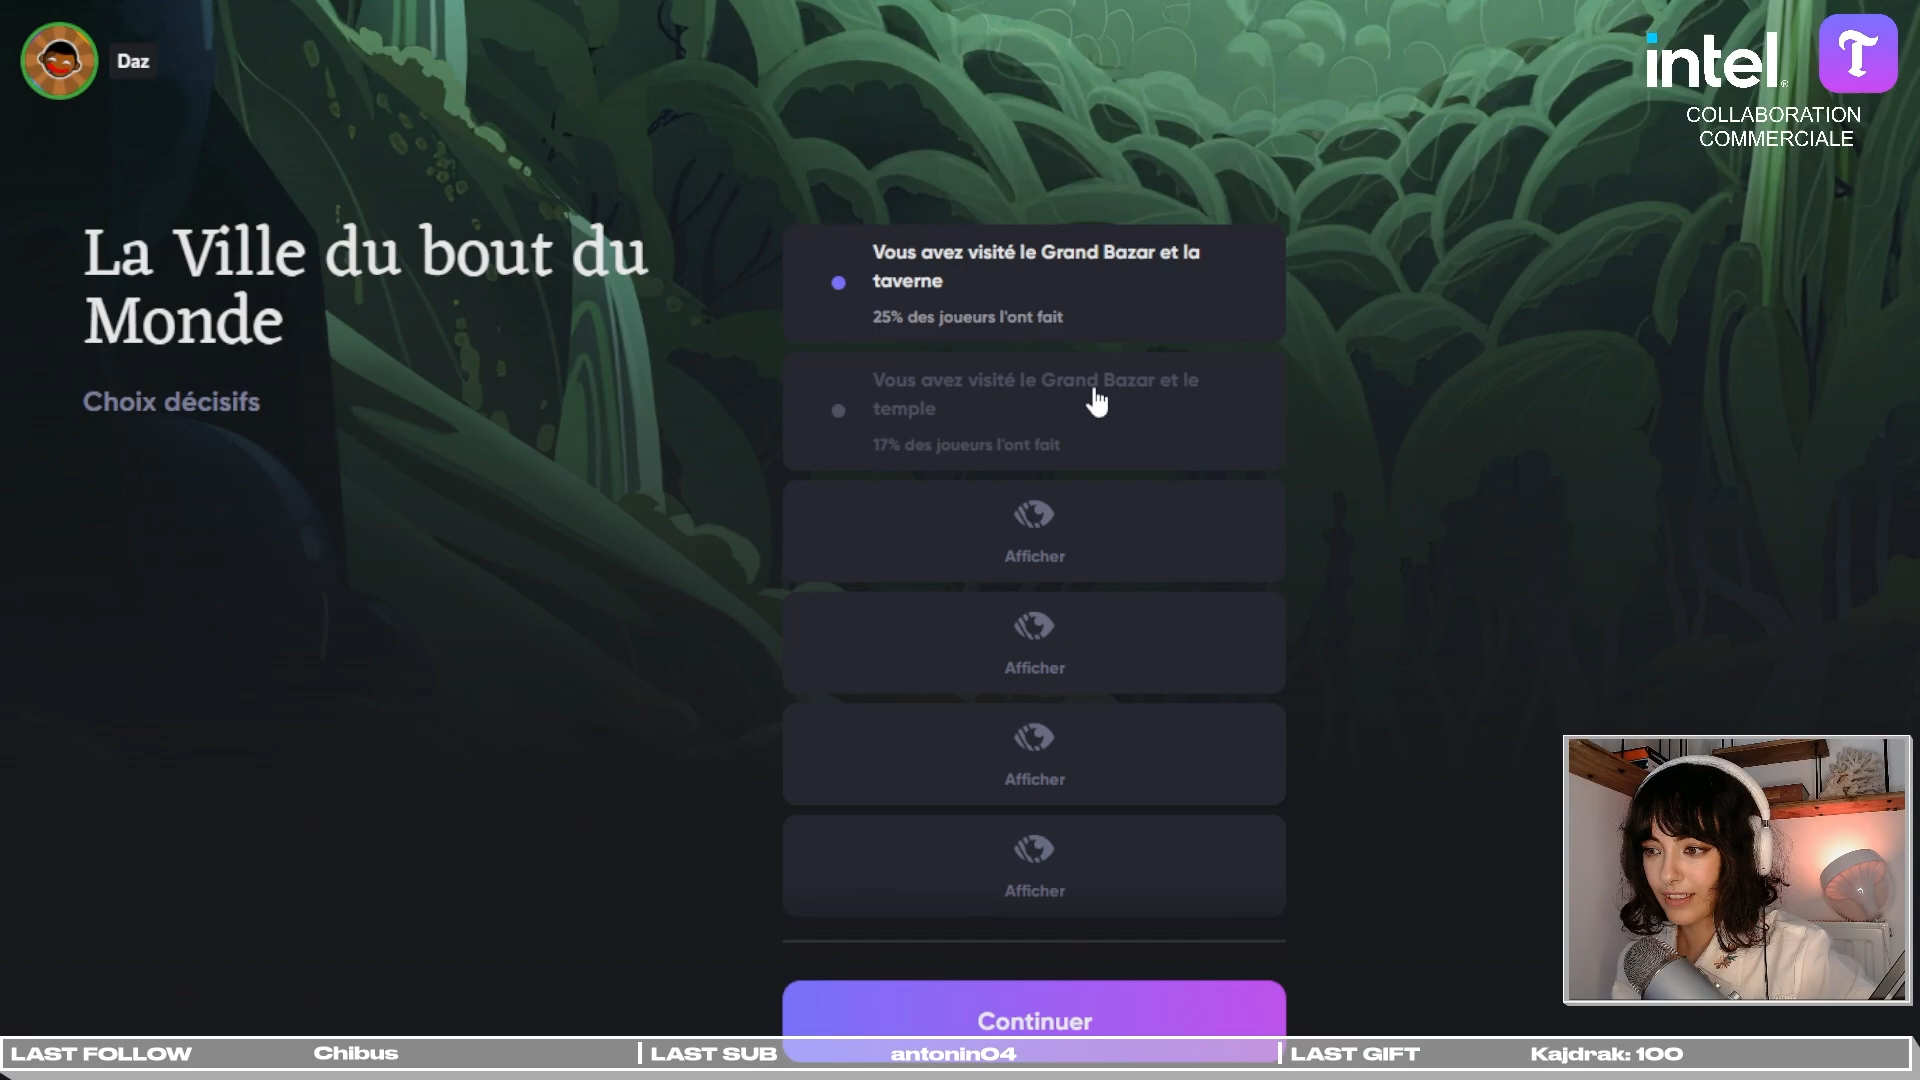 Daz
intel
COLLABORATION
COMMERCIALE
La Ville du bout du
Monde
Choix décisifs
Vous avez visité le Grand Bazar et la
taverne
25% des joueurs l'ont fait
Vous avez visité le Grand Bazar et le
temple
17% des joueurs l'ont fait
Afficher
Afficher
Afficher
Afficher
Continuer
LAST FOLLOW Chibus LAST SUB antonin04 LAST GIFT Kajdrak: 100